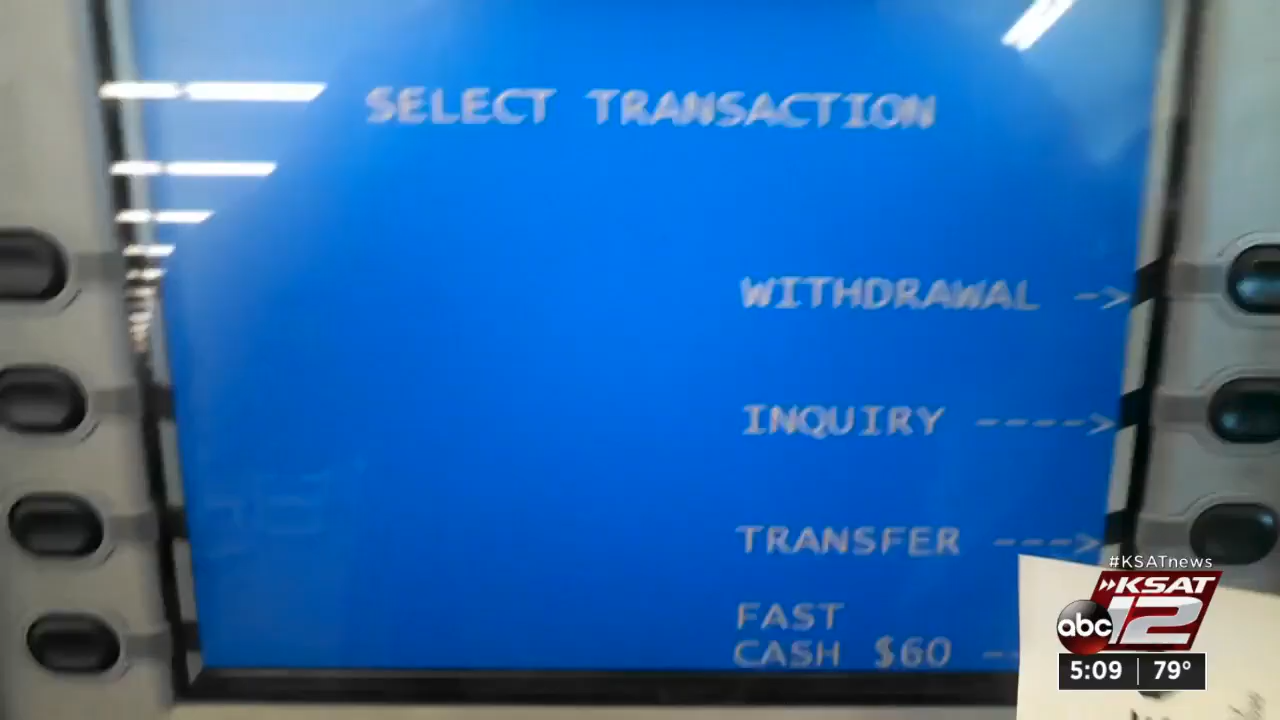 SELECT TRANSACTION
WITHDRAWAL -->
INQUIRY ---->
TRANSFER --->
FAST
CASH $60 --
#KSATnews
KSAT
abc 12
5:09 | 79°